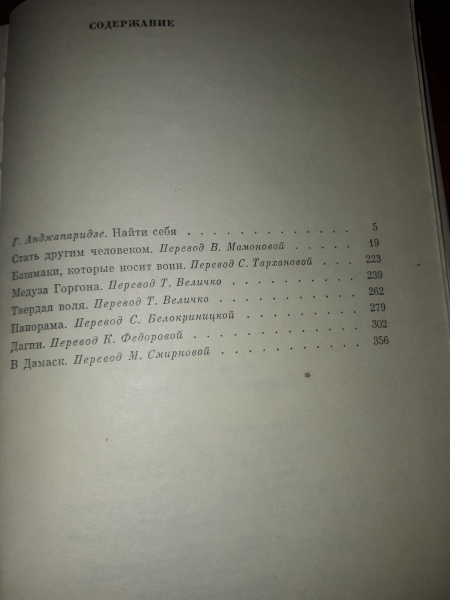 СОДЕРЖАНИЕ
Г. Анджапаридзе. Найти себя . . . . . . . . . . . . . 5
Стать другим человеком. Перевод В. Мамоновой . . . . . 19
Башмаки, которые носит воин. Перевод С. Тархановой . . . 223
Медуза Горгона. Перевод Т. Величко . . . . . . . . . . 239
Твердая воля. Перевод Т. Величко . . . . . . . . . . . 262
Панорама. Перевод С. Белокриницкой . . . . . . . . . . 279
Дагни. Перевод К. Федоровой . . . . . . . . . . . . . 302
В Дамаск. Перевод М. Смирновой . . . . . . . . . . . . 356